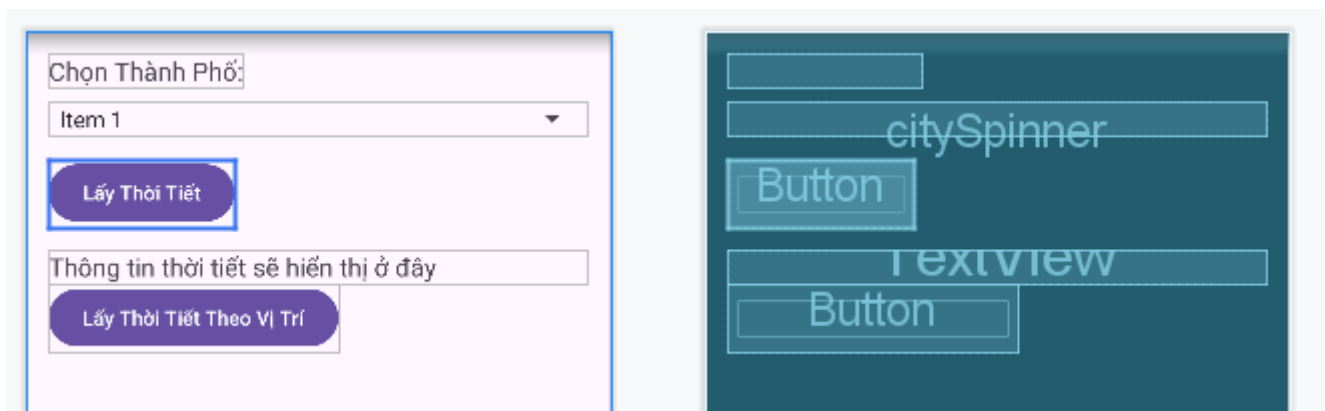 Chọn Thành Phố:
Item 1
Lấy Thời Tiết
Thông tin thời tiết sẽ hiển thị ở đây
Lấy Thời Tiết Theo Vị Trí
citySpinner
Button
TextView
Button